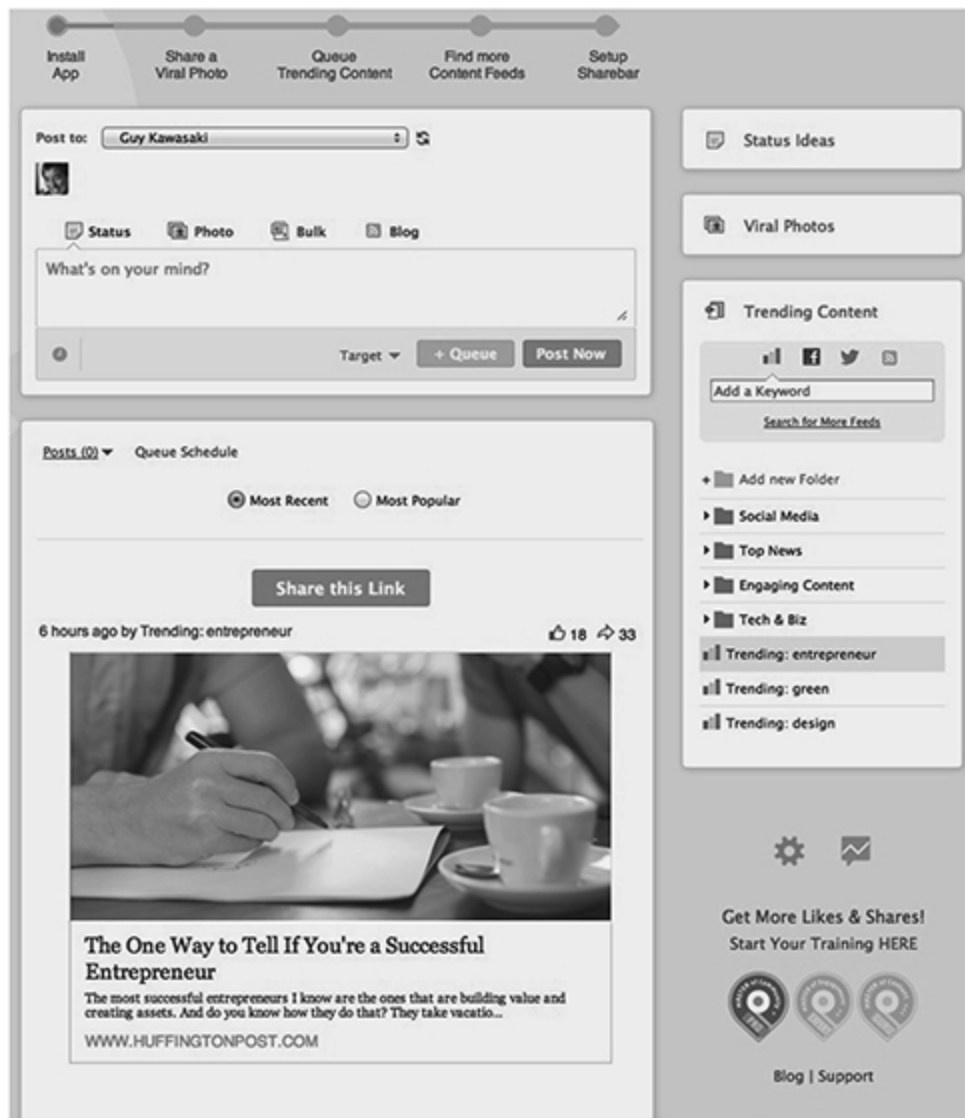 Install
App
Share a
Viral Photo
Queue
Trending Content
Find more
Content Feeds
Setup
Sharebar
Post to: Guy Kawasaki
Status Photo Bulk Blog
What's on your mind?
Target + Queue Post Now
Posts (0) Queue Schedule
Most Recent Most Popular
Share this Link
6 hours ago by Trending: entrepreneur 18 33
The One Way to Tell If You're a Successful
Entrepreneur
The most successful entrepreneurs I know are the ones that are building value and
creating assets. And do you know how they do that? They take vacatio...
WWW.HUFFINGTONPOST.COM
Status Ideas
Viral Photos
Trending Content
Add a Keyword
Search for More Feeds
+ Add new Folder
Social Media
Top News
Engaging Content
Tech & Biz
Trending: entrepreneur
Trending: green
Trending: design
Get More Likes & Shares!
Start Your Training HERE
Blog | Support